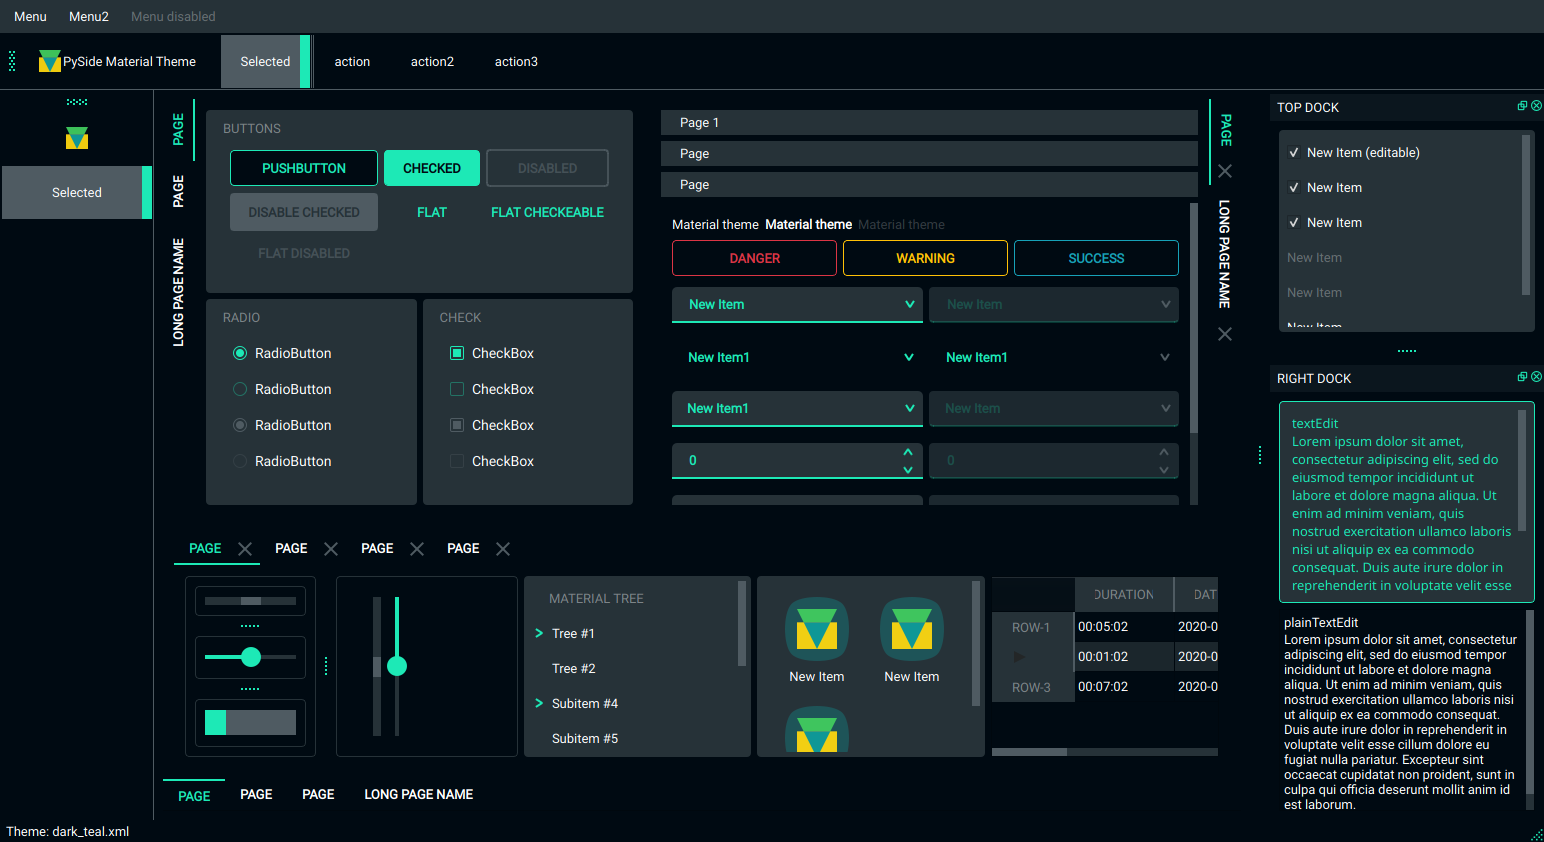 Menu Menu2 Menu disabled
PySide Material Theme Selected action action2 action3
Selected
PAGE
PAGE
LONG PAGE NAME
BUTTONS
PUSHBUTTON CHECKED DISABLED
DISABLE CHECKED FLAT FLAT CHECKEABLE
FLAT DISABLED
RADIO
RadioButton
RadioButton
RadioButton
RadioButton
CHECK
CheckBox
CheckBox
CheckBox
CheckBox
Page 1
Page
Page
Material theme Material theme Material theme
DANGER WARNING SUCCESS
New Item New Item
New Item1 New Item1
New Item1 New Item
0 0
PAGE
LONG PAGE NAME
TOP DOCK
New Item (editable)
New Item
New Item
New Item
New Item
New Item
RIGHT DOCK
textEdit
Lorem ipsum dolor sit amet,
consectetur adipiscing elit, sed do
eiusmod tempor incididunt ut
labore et dolore magna aliqua. Ut
enim ad minim veniam, quis
nostrud exercitation ullamco laboris
nisi ut aliquip ex ea commodo
consequat. Duis aute irure dolor in
reprehenderit in voluptate velit esse
plainTextEdit
Lorem ipsum dolor sit amet, consectetur
adipiscing elit, sed do eiusmod tempor
incididunt ut labore et dolore magna
aliqua. Ut enim ad minim veniam, quis
nostrud exercitation ullamco laboris nisi
ut aliquip ex ea commodo consequat.
Duis aute irure dolor in reprehenderit in
voluptate velit esse cillum dolore eu
fugiat nulla pariatur. Excepteur sint
occaecat cupidatat non proident, sunt in
culpa qui officia deserunt mollit anim id
est laborum.
PAGE PAGE PAGE PAGE
MATERIAL TREE
Tree #1
Tree #2
Subitem #4
Subitem #5
New Item New Item
DURATION DAT
ROW-1 00:05:02 2020-0
00:01:02 2020-0
ROW-3 00:07:02 2020-0
PAGE PAGE PAGE LONG PAGE NAME
Theme: dark_teal.xml